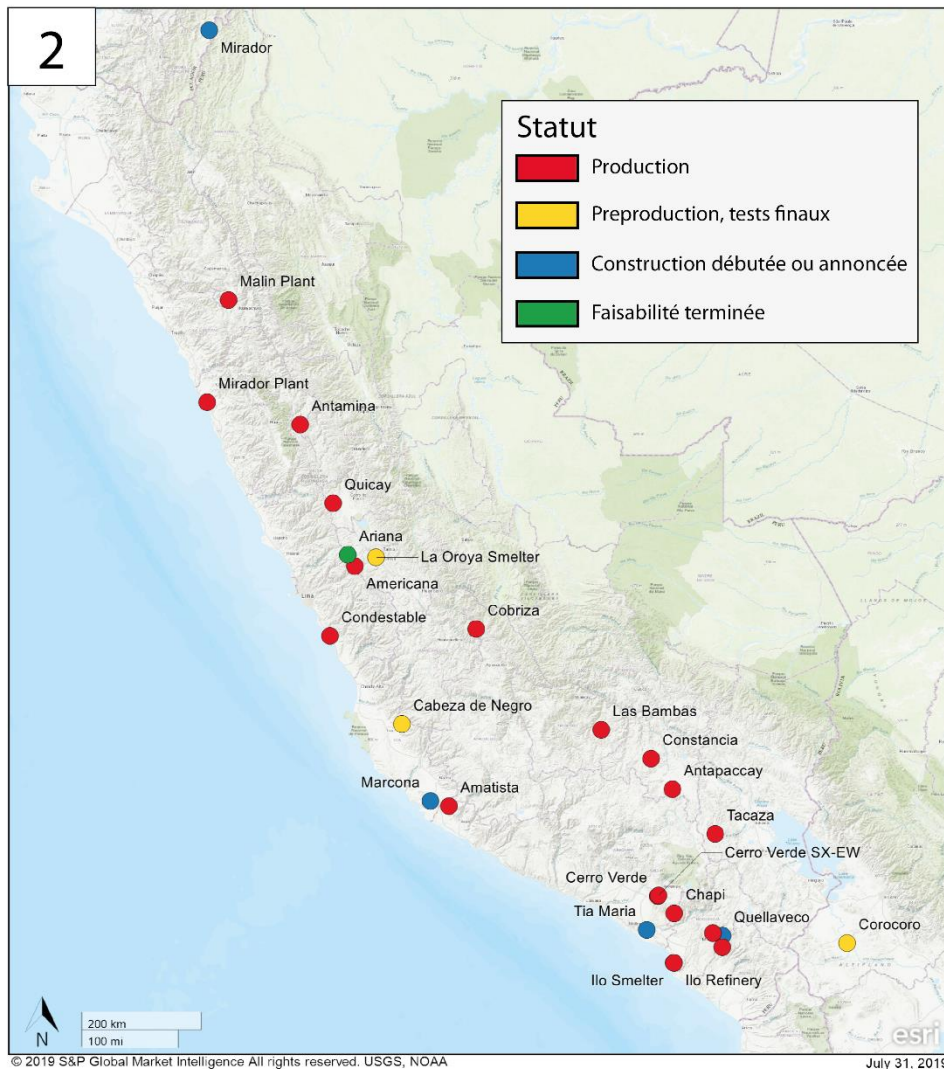 2
Mirador
Statut
Production
Preproduction, tests finaux
Construction débutée ou annoncée
Faisabilité terminée
Malin Plant
Mirador Plant
Antamina
Quicay
Ariana
La Oroya Smelter
Americana
Condestable
Cobriza
Cabeza de Negro
Las Bambas
Constancia
Marcona
Amatista
Antapaccay
Tacaza
Cerro Verde SX-EW
Cerro Verde
Chapi
Tia Maria
Quellaveco
Corocoro
Ilo Smelter
Ilo Refinery
N
200 km
100 mi
esri
© 2019 S&P Global Market Intelligence All rights reserved. USGS, NOAA
July 31, 2019